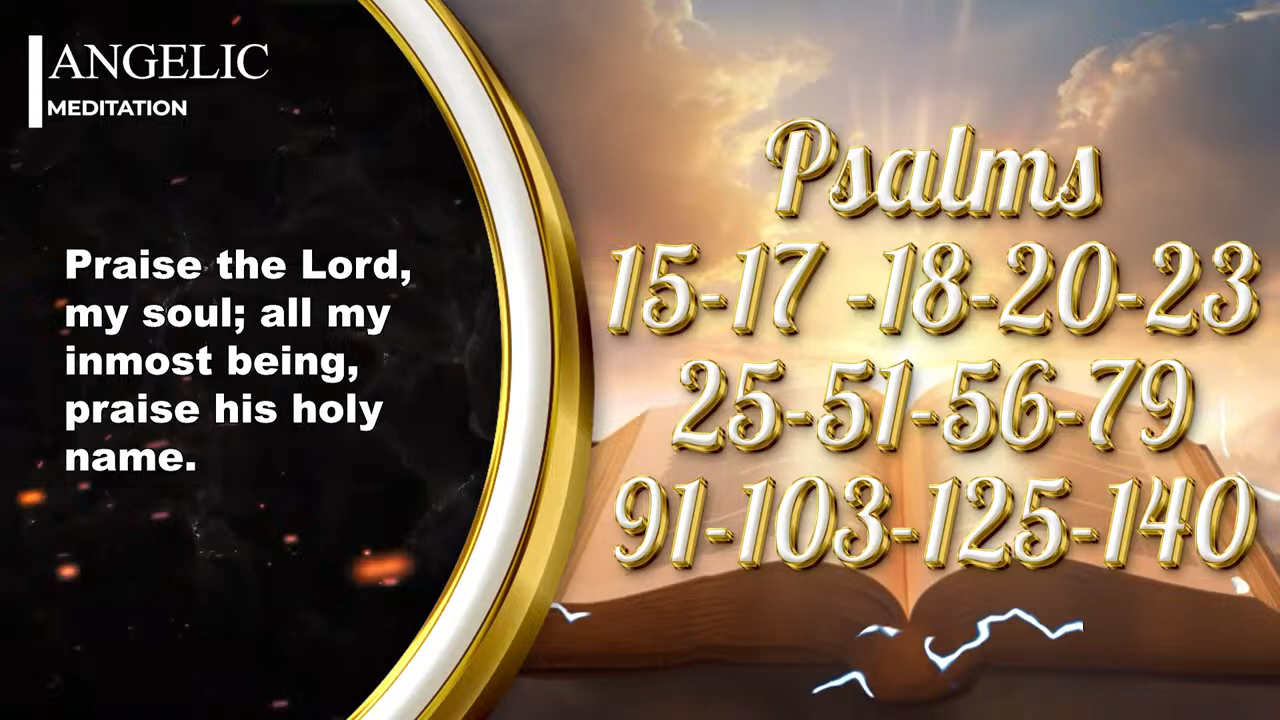 ANGELIC
MEDITATION
Praise the Lord,
my soul; all my
inmost being,
praise his holy
name.
Psalms
15-17 -18-20-23
25-51-56-79
91-103-125-140